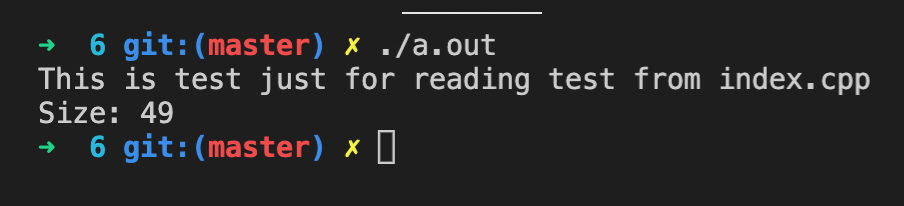 ➜  6 git:(master) ✗ ./a.out
This is test just for reading test from index.cpp
Size: 49
➜  6 git:(master) ✗